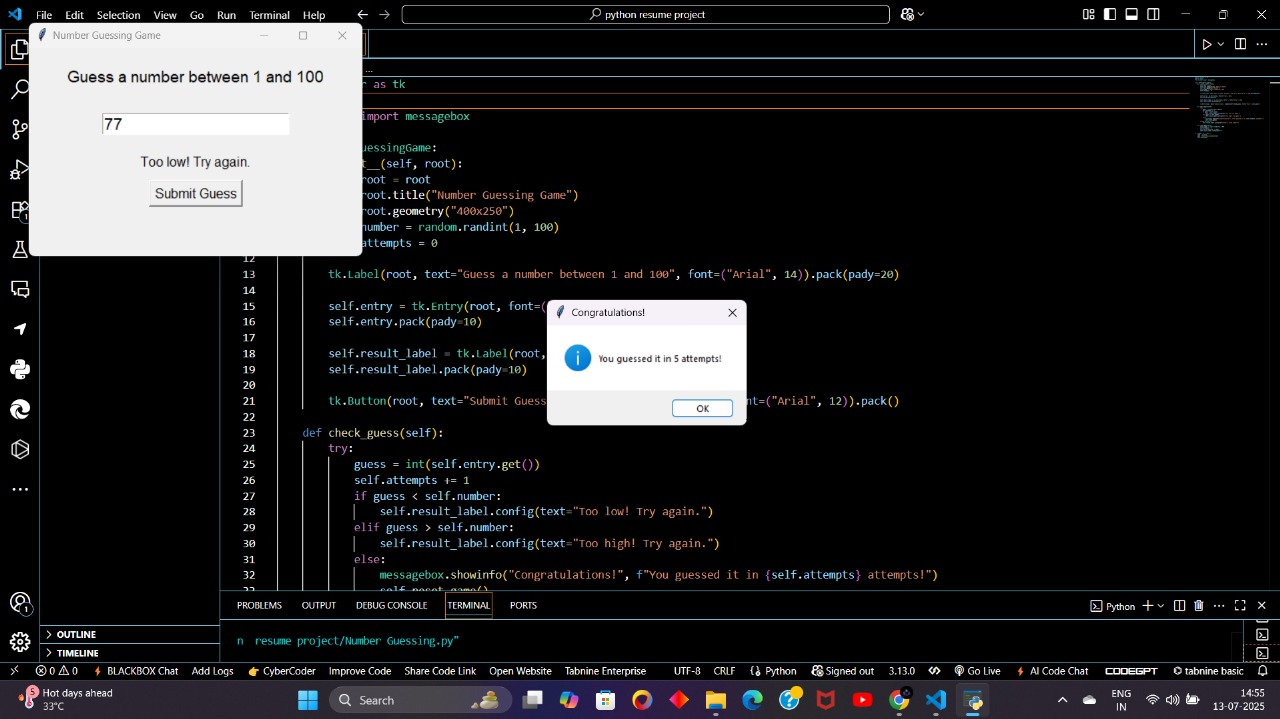 File Edit Selection View Go Run Terminal Help
python resume project
Number Guessing Game
Guess a number between 1 and 100
77
Too low! Try again.
Submit Guess
...
as tk
import messagebox
__(self, root):
root = root
root.title("Number Guessing Game")
root.geometry("400x250")
number = random.randint(1, 100)
attempts = 0
12
13 tk.Label(root, text="Guess a number between 1 and 100", font=("Arial", 14)).pack(pady=20)
14
15 self.entry = tk.Entry(root, font=(
16 self.entry.pack(pady=10)
17
18 self.result_label = tk.Label(root,
19 self.result_label.pack(pady=10)
20
21 tk.Button(root, text="Submit Guess ("Arial", 12)).pack()
22
23 def check_guess(self):
24 try:
25 guess = int(self.entry.get())
26 self.attempts += 1
27 if guess < self.number:
28 self.result_label.config(text="Too low! Try again.")
29 elif guess > self.number:
30 self.result_label.config(text="Too high! Try again.")
31 else:
32 messagebox.showinfo("Congratulations!", f"You guessed it in {self.attempts} attempts!")
Congratulations!
You guessed it in 5 attempts!
OK
PROBLEMS OUTPUT DEBUG CONSOLE TERMINAL PORTS
Python
n resume project/Number Guessing.py"
OUTLINE
TIMELINE
0 0 BLACKBOX Chat Add Logs CyberCoder Improve Code Share Code Link Open Website Tabnine Enterprise UTF-8 CRLF Python Signed out 3.13.0 Go Live AI Code Chat CODEGPT tabnine basic
5
Hot days ahead
33°C
Search
ENG
IN
14:55
13-07-2025